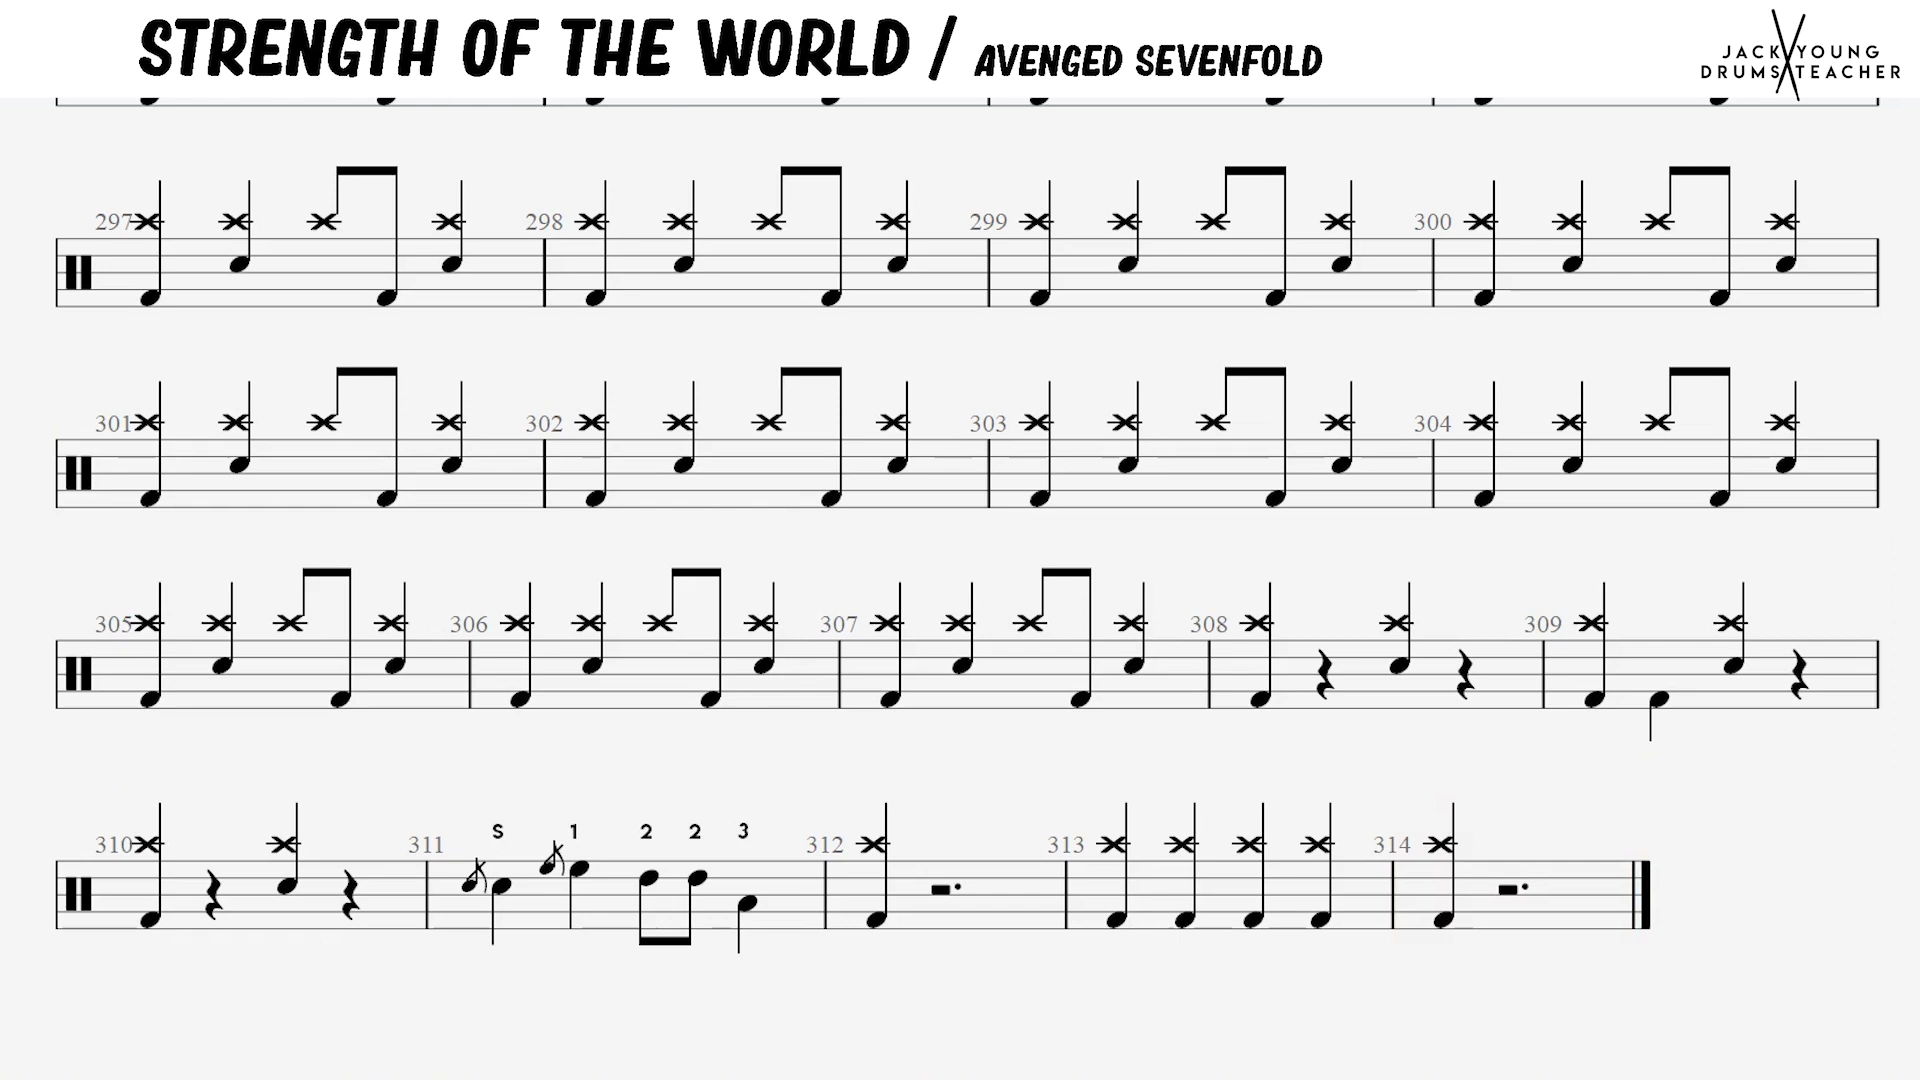 STRENGTH OF THE WORLD / AVENGED SEVENFOLD
JACK YOUNG
DRUMS TEACHER
297 298 299 300
301 302 303 304
305 306 307 308 309
310 311 S 1 2 2 3 312 313 314